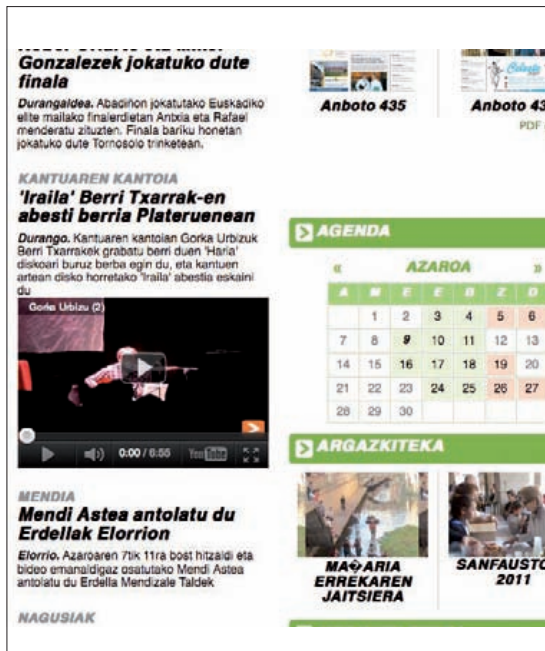 Gonzalezek jokatuko dute
finala
Durangaldea. Abadiñon jokatutako Euskadiko
elite mailako finalerdietan Antxia eta Rafael
menderatu zituzten. Finala bariku honetan
jokatuko dute Tornosolo trinketean.
KANTUAREN KANTOIA
'Iraila' Berri Txarrak-en
abesti berria Plateruenean
Durango. Kantuaren kantoian Gorka Urbizuk
Berri Txarrakek grabatu berri duen 'Haria'
diskoari buruz berba egin du, eta kantuen
artean disko horretako 'Iraila' abestia eskaini
du
Gorka Urbizu (2)
0:00 / 6:55 YouTube
MENDIA
Mendi Astea antolatu du
Erdellak Elorrion
Elorrio. Azaroaren 7tik 11ra bost hitzaldi eta
bideo emanaldigaz osatutako Mendi Astea
antolatu du Erdella Mendizale Taldek
NAGUSIAK
Anboto 435
Anboto 43
PDF
AGENDA
« AZAROA »
A M E E B Z D
1 2 3 4 5 6
7 8 9 10 11 12 13
14 15 16 17 18 19 20
21 22 23 24 25 26 27
28 29 30
ARGAZKITEKA
MA�ARIA
ERREKAREN
JAITSIERA
SANFAUSTO
2011